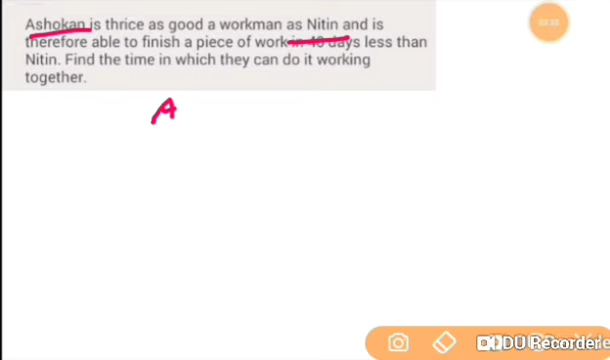 Ashokan is thrice as good a workman as Nitin and is
therefore able to finish a piece of work in 40 days less than
Nitin. Find the time in which they can do it working
together.
A
DU Recorder